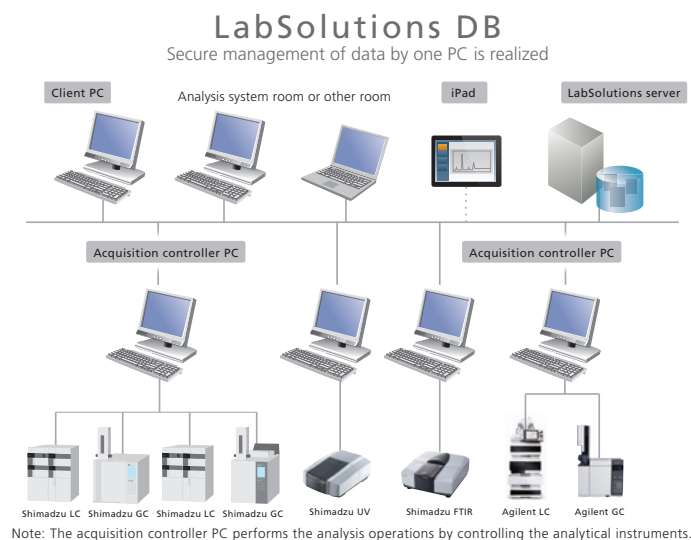 LabSolutions DB
Secure management of data by one PC is realized
Client PC
Analysis system room or other room
iPad
LabSolutions server
Acquisition controller PC
Acquisition controller PC
Shimadzu LC
Shimadzu GC
Shimadzu LC
Shimadzu GC
Shimadzu UV
Shimadzu FTIR
Agilent LC
Agilent GC
Note: The acquisition controller PC performs the analysis operations by controlling the analytical instruments.